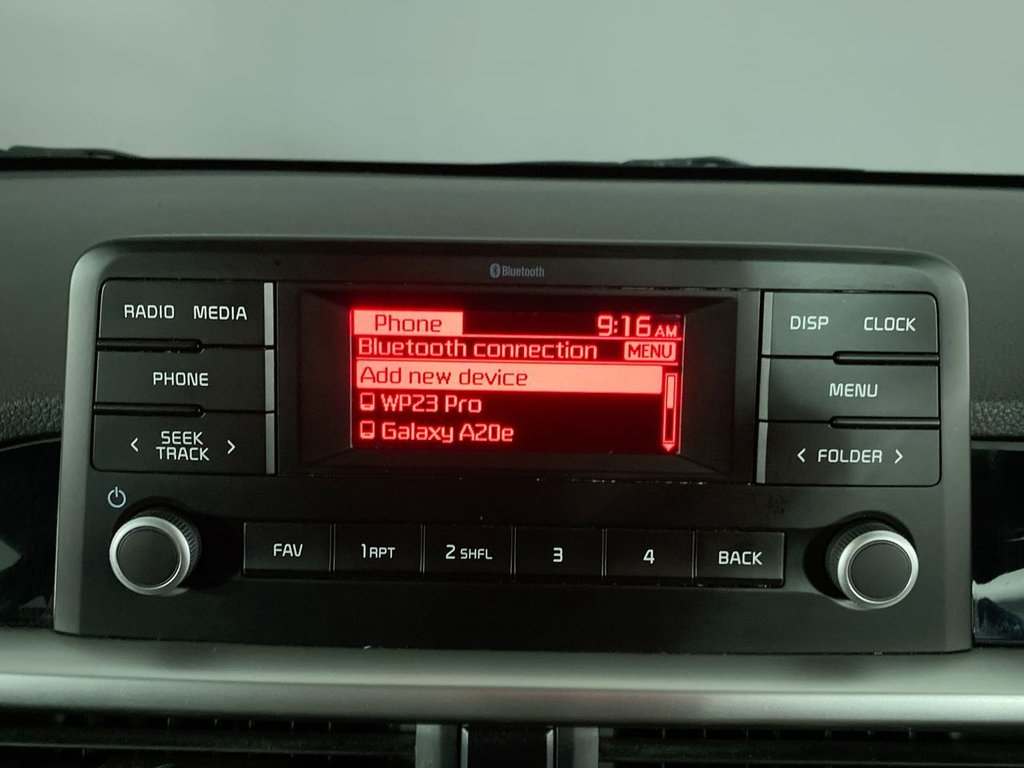 Bluetooth
RADIO MEDIA
PHONE
< SEEK TRACK >
Phone 9:16 AM
Bluetooth connection MENU
Add new device
WP23 Pro
Galaxy A20e
DISP CLOCK
MENU
< FOLDER >
FAV 1 RPT 2 SHFL 3 4 BACK